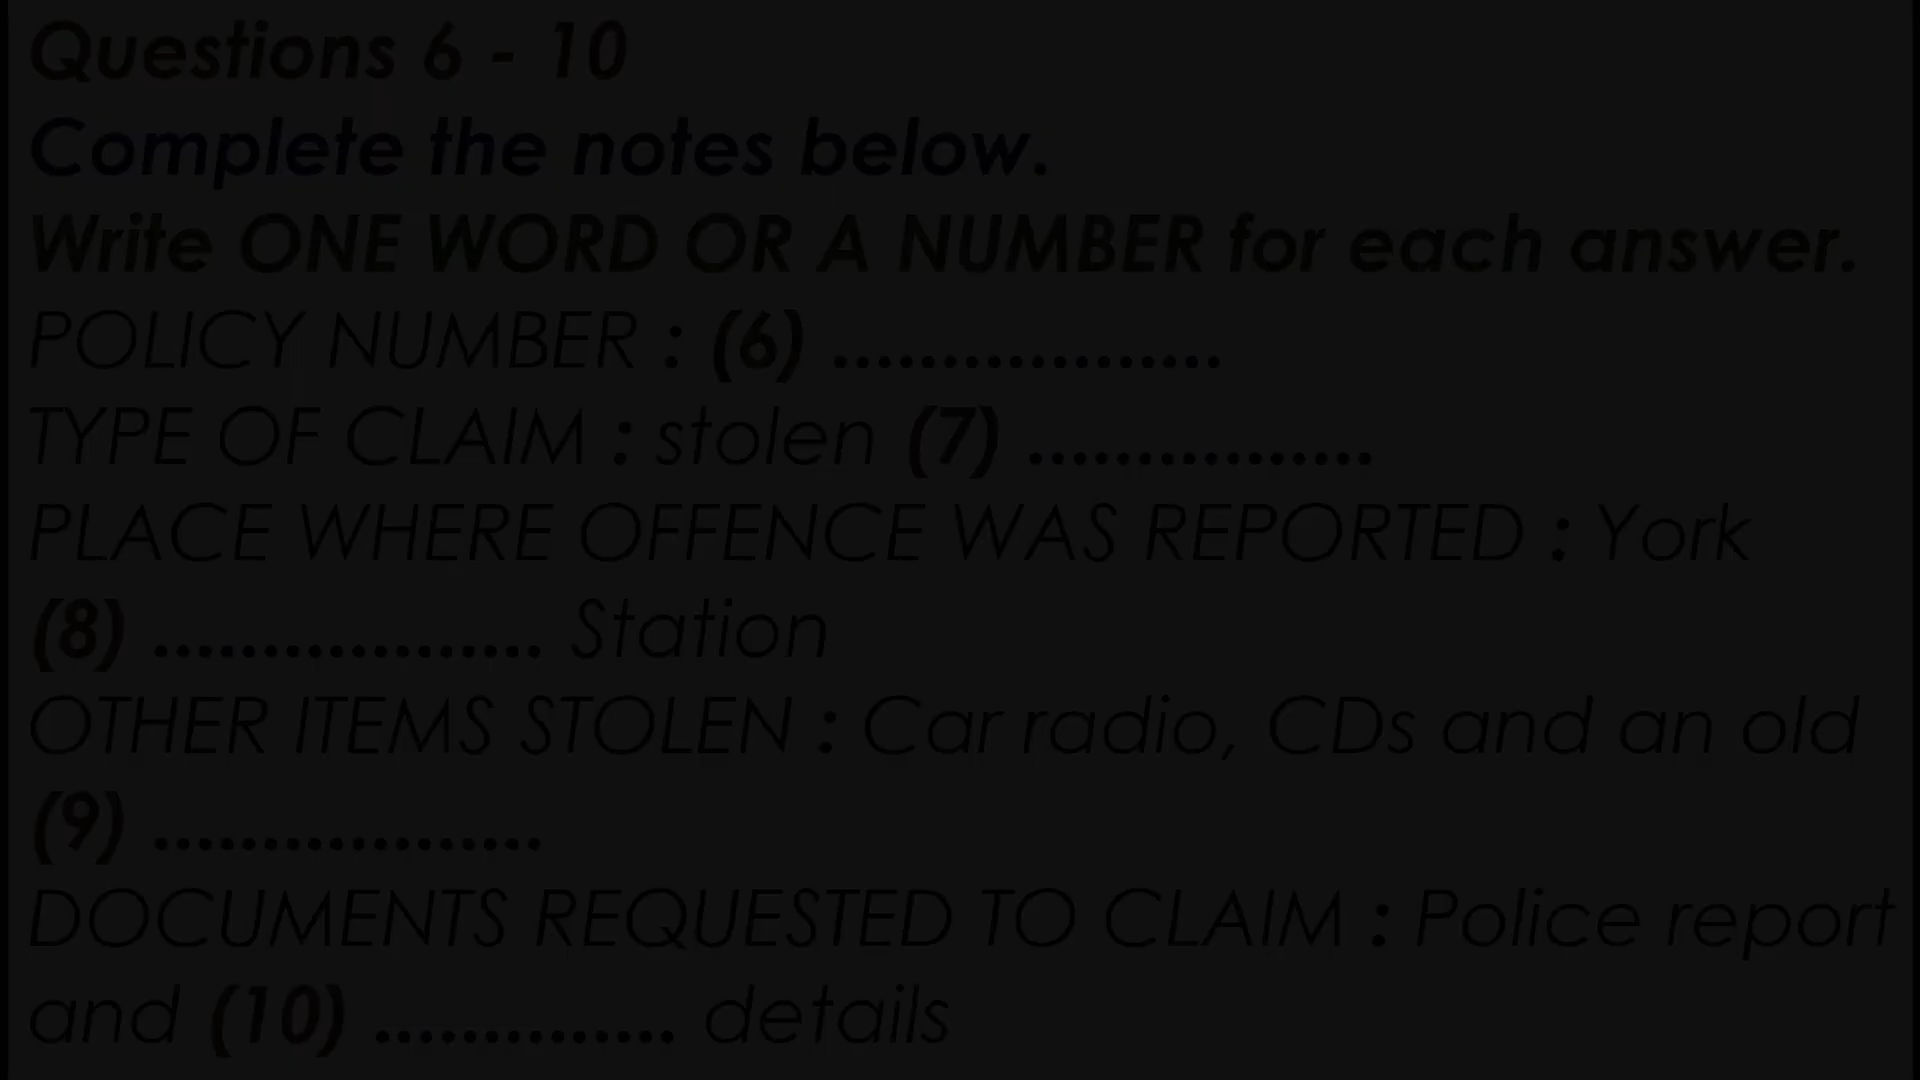 Questions 6 - 10
Complete the notes below.
Write ONE WORD OR A NUMBER for each answer.
POLICY NUMBER : (6) ..................
TYPE OF CLAIM : stolen (7) ................
PLACE WHERE OFFENCE WAS REPORTED : York
(8) .................. Station
OTHER ITEMS STOLEN : Car radio, CDs and an old
(9) ..................
DOCUMENTS REQUESTED TO CLAIM : Police report
and (10) .............. details